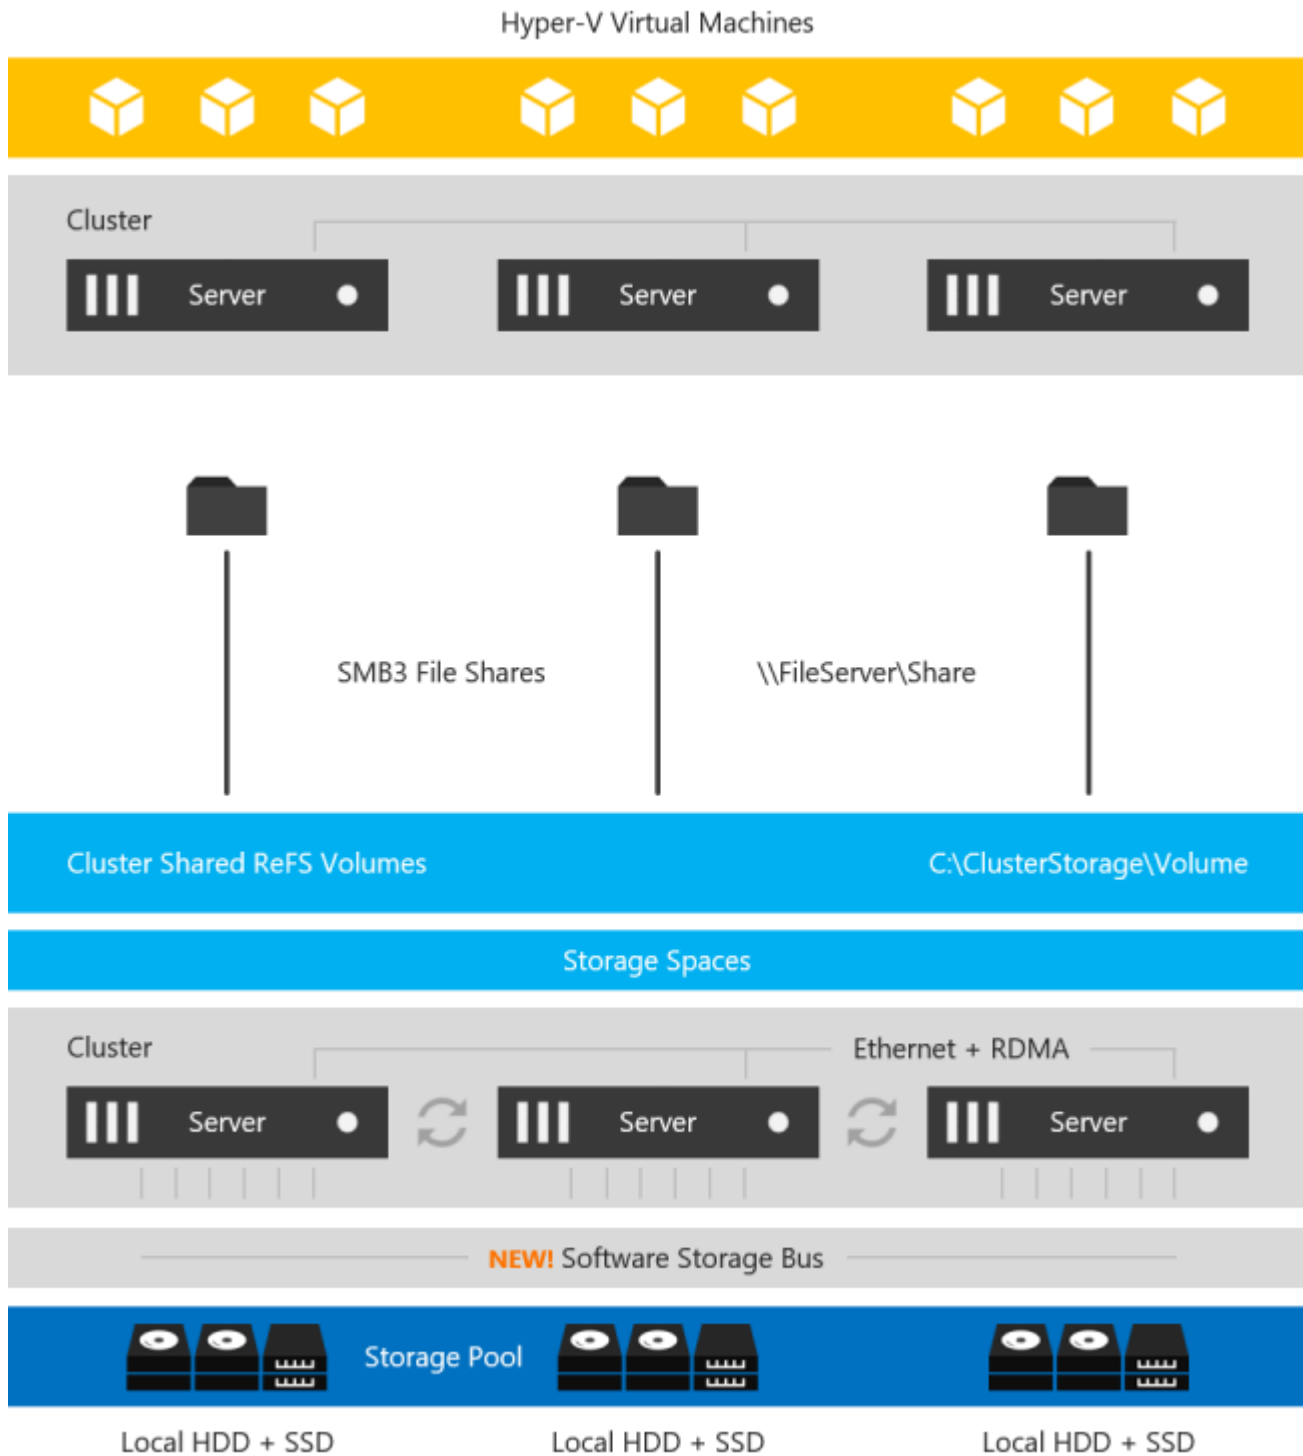 Hyper-V Virtual Machines
Cluster
Server
Server
Server
SMB3 File Shares
\\FileServer\Share
Cluster Shared ReFS Volumes
C:\ClusterStorage\Volume
Storage Spaces
Cluster
Ethernet + RDMA
Server
Server
Server
NEW! Software Storage Bus
Storage Pool
Local HDD + SSD
Local HDD + SSD
Local HDD + SSD